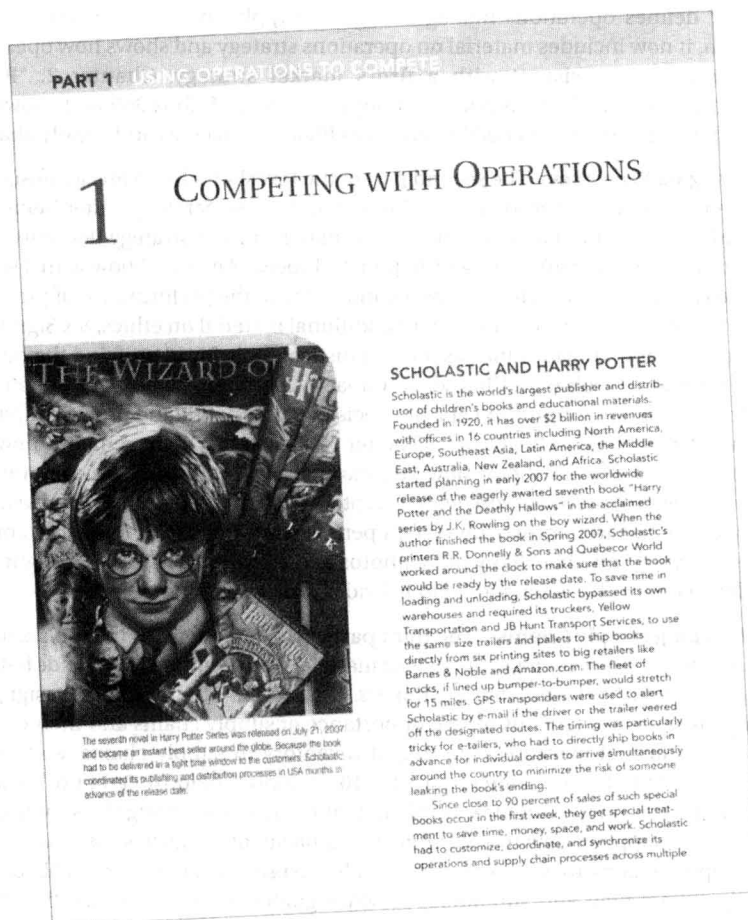 PART 1 USING OPERATIONS TO COMPETE
1 COMPETING WITH OPERATIONS
THE WIZARD OF
The seventh novel in Harry Potter Series was released on July 21, 2007
and became an instant best seller around the globe. Because the book
had to be delivered in a tight time window to the customers, Scholastic
coordinated its publishing and distribution processes in USA months in
advance of the release date.
SCHOLASTIC AND HARRY POTTER
Scholastic is the world's largest publisher and distrib-
utor of children's books and educational materials.
Founded in 1920, it has over $2 billion in revenues
with offices in 16 countries including North America,
Europe, Southeast Asia, Latin America, the Middle
East, Australia, New Zealand, and Africa. Scholastic
started planning in early 2007 for the worldwide
release of the eagerly awaited seventh book "Harry
Potter and the Deathly Hallows" in the acclaimed
series by J.K. Rowling on the boy wizard. When the
author finished the book in Spring 2007, Scholastic's
printers R.R. Donnelly & Sons and Quebecor World
worked around the clock to make sure that the book
would be ready by the release date. To save time in
loading and unloading, Scholastic bypassed its own
warehouses and required its truckers, Yellow
Transportation and JB Hunt Transport Services, to use
the same size trailers and pallets to ship books
directly from six printing sites to big retailers like
Barnes & Noble and Amazon.com. The fleet of
trucks, if lined up bumper-to-bumper, would stretch
for 15 miles. GPS transponders were used to alert
Scholastic by e-mail if the driver or the trailer veered
off the designated routes. The timing was particularly
tricky for e-tailers, who had to directly ship books in
advance for individual orders to arrive simultaneously
around the country to minimize the risk of someone
leaking the book's ending.
Since close to 90 percent of sales of such special
books occur in the first week, they get special treat-
ment to save time, money, space, and work. Scholastic
had to customize, coordinate, and synchronize its
operations and supply chain processes across multiple